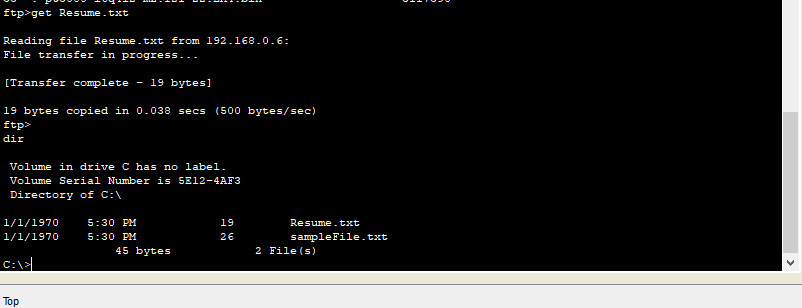 ftp>get Resume.txt
Reading file Resume.txt from 192.168.0.6:
File transfer in progress...
[Transfer complete - 19 bytes]
19 bytes copied in 0.038 secs (500 bytes/sec)
ftp>
dir
Volume in drive C has no label.
Volume Serial Number is 5E12-4AF3
Directory of C:\
1/1/1970 5:30 PM 19 Resume.txt
1/1/1970 5:30 PM 26 sampleFile.txt
45 bytes 2 File(s)
C:\>
Top